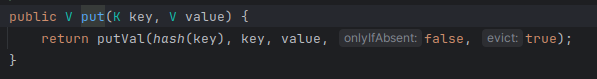 public V put(K key, V value) {
return putVal(hash(key), key, value, onlyIfAbsent: false, evict: true);
}